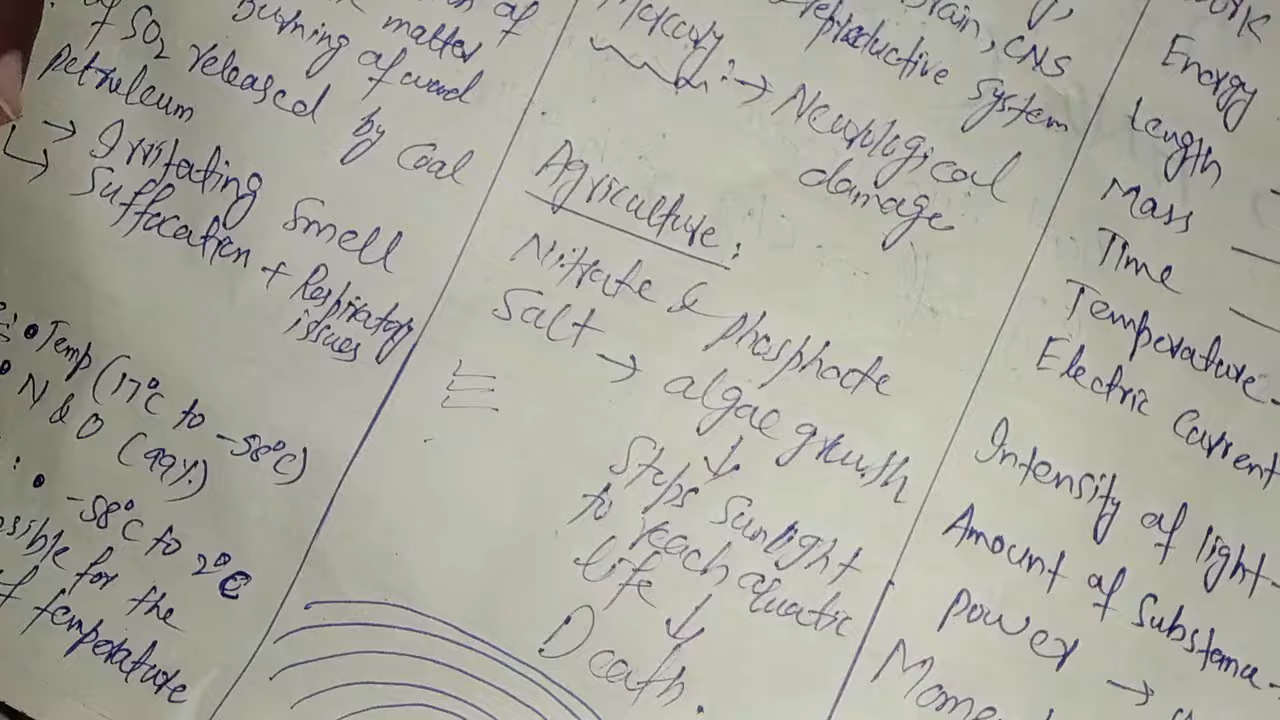 of
matter
Burning of wood
of SO2 released by Coal
petroleum
→ Irritating Smell
↳ Suffocation + Respiratory
issues
• Temp (17°C to -58°C)
• N & O (99%)
• -58°C to 2°C
for the
temperature
Brain, CNS
Reproductive System
Mercury: → Neurological
damage
Agriculture:
Nitrate & phosphate
Salt → algae growth
↓
Stops Sunlight
to reach aquatic
life ↓
Death.
Energy
Length
Mass
Time
Temperature
Electric Current
Intensity of light
Amount of Substance
Power →